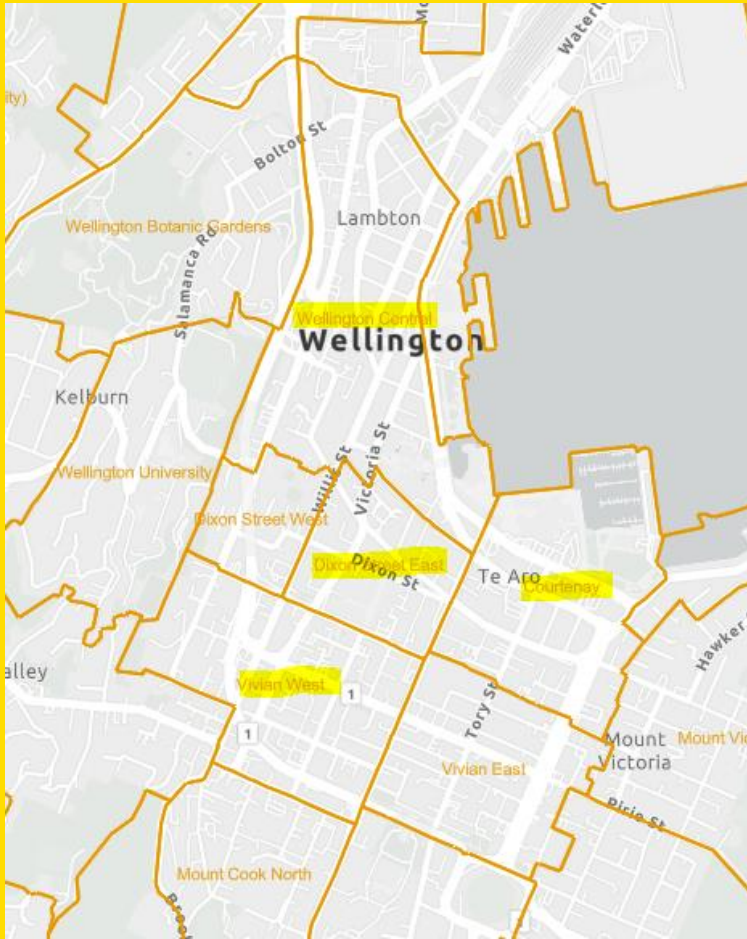 Waterl
ity)
Bolton St
Lambton
Wellington Botanic Gardens
Salamanca Rd
Wellington Central
Wellington
Kelburn
Willis St
Victoria St
Wellington University
Dixon Street West
Dixon Street East
Dixon St
Te Aro
Courtenay
Hawker
alley
Vivian West
1
Tory St
1
Mount
Victoria
Mount Vic
Vivian East
Pirie St
Mount Cook North
Broo